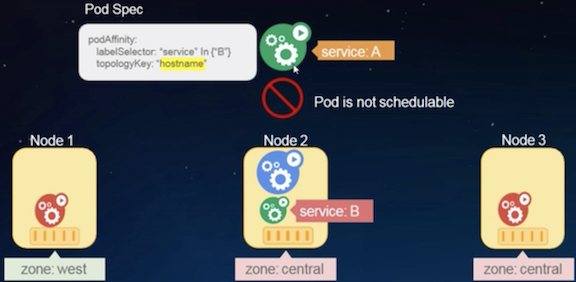 Pod Spec
podAffinity:
labelSelector: "service" In {"B"}
topologyKey: "hostname"
service: A
Pod is not schedulable
Node 1
Node 2
Node 3
service: B
zone: west
zone: central
zone: central